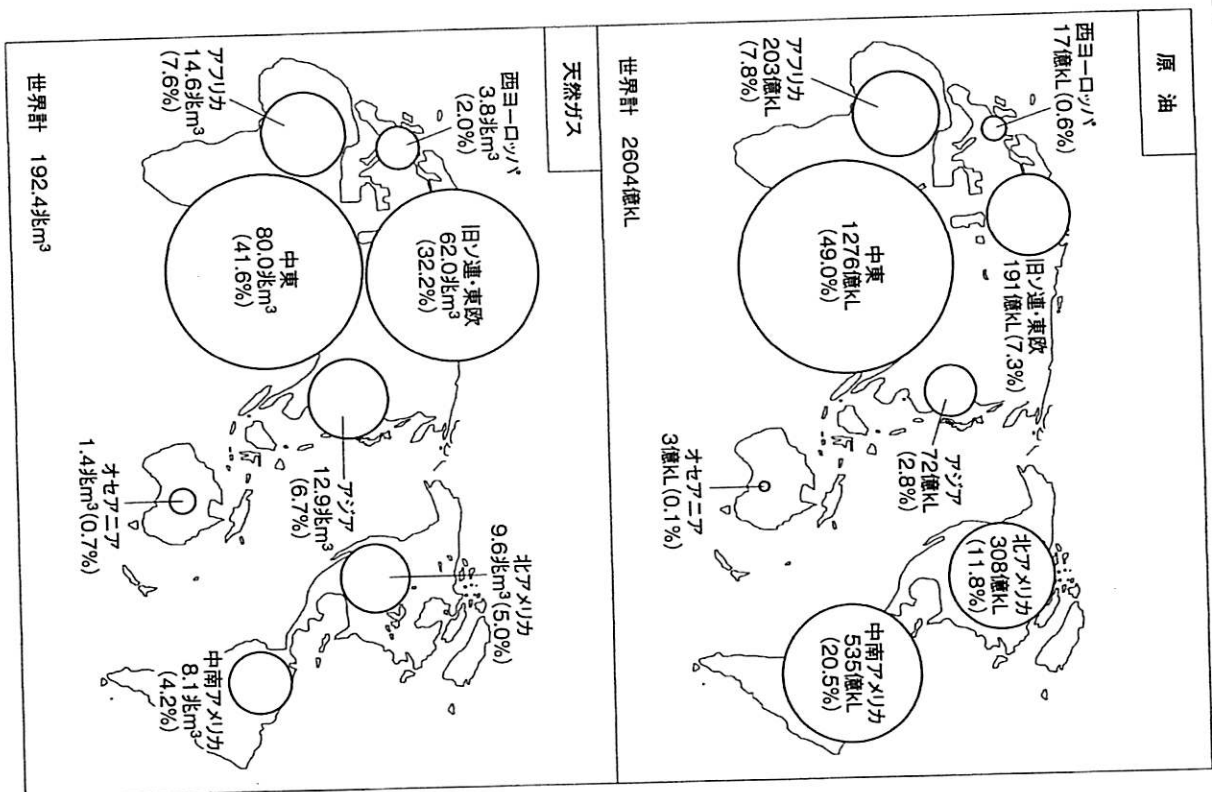 原油
西ヨーロッパ
17億kL(0.6%)
旧ソ連・東欧
191億kL(7.3%)
アフリカ
203億kL
(7.8%)
中東
1276億kL
(49.0%)
アジア
72億kL
(2.8%)
オセアニア
3億kL(0.1%)
北アメリカ
308億kL
(11.8%)
中南アメリカ
535億kL
(20.5%)
世界計 2604億kL
天然ガス
西ヨーロッパ
3.8兆m³
(2.0%)
旧ソ連・東欧
62.0兆m³
(32.2%)
アフリカ
14.6兆m³
(7.6%)
中東
80.0兆m³
(41.6%)
アジア
12.9兆m³
(6.7%)
オセアニア
1.4兆m³(0.7%)
北アメリカ
9.6兆m³(5.0%)
中南アメリカ
8.1兆m³
(4.2%)
世界計 192.4兆m³